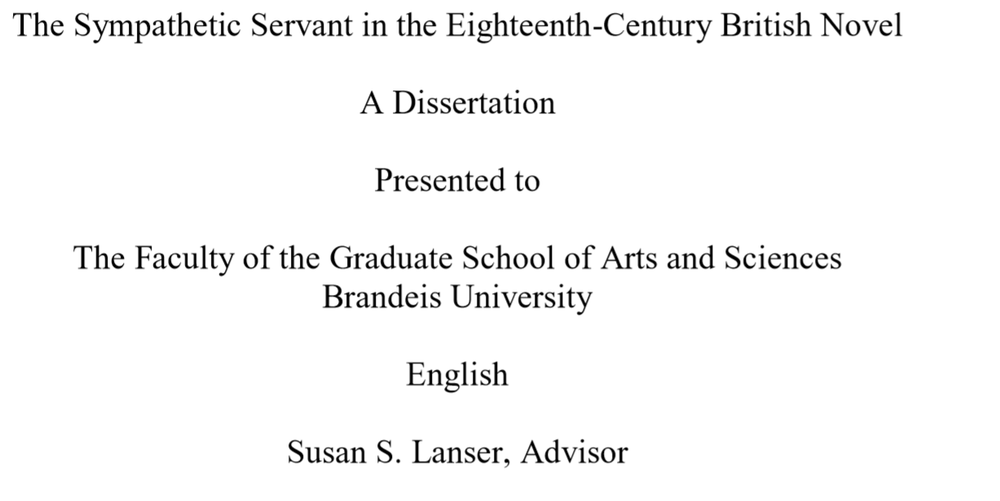 The Sympathetic Servant in the Eighteenth-Century British Novel
A Dissertation
Presented to
The Faculty of the Graduate School of Arts and Sciences
Brandeis University
English
Susan S. Lanser, Advisor